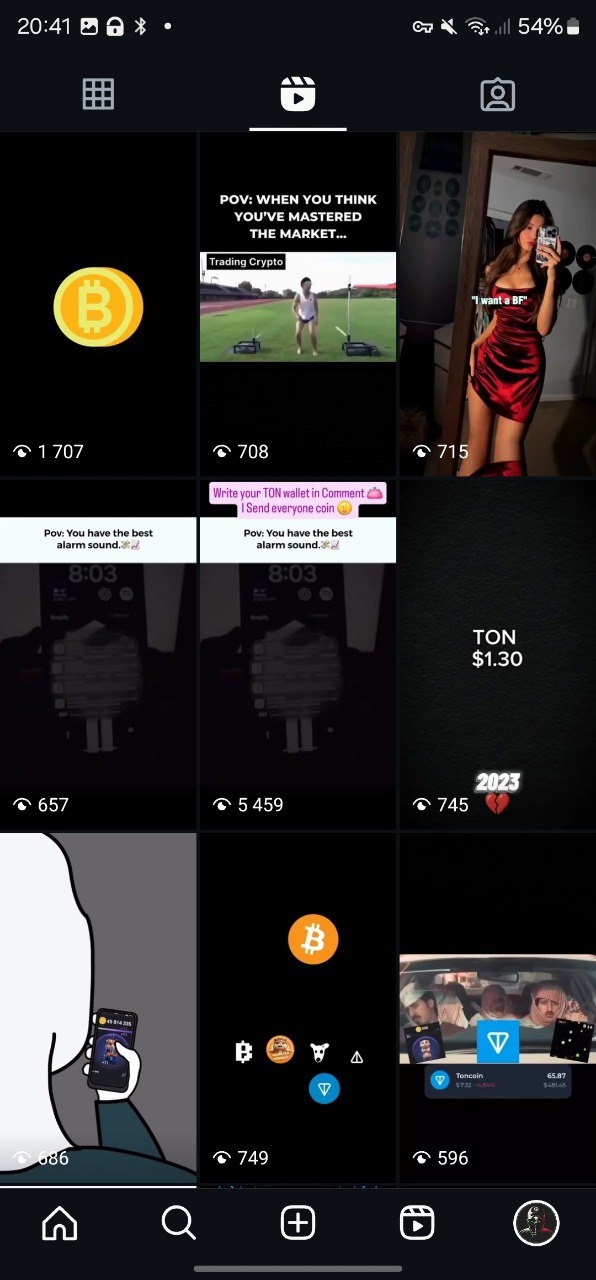 20:41
54%
POV: WHEN YOU THINK
YOU'VE MASTERED
THE MARKET...
Trading Crypto
"I want a BF"
1 707
708
715
Pov: You have the best
alarm sound.
8:03
657
Write your TON wallet in Comment
I Send everyone coin
Pov: You have the best
alarm sound.
8:03
5 459
TON
$1.30
2023
745
686
749
Toncoin
65.87
$7.32
$481.45
596